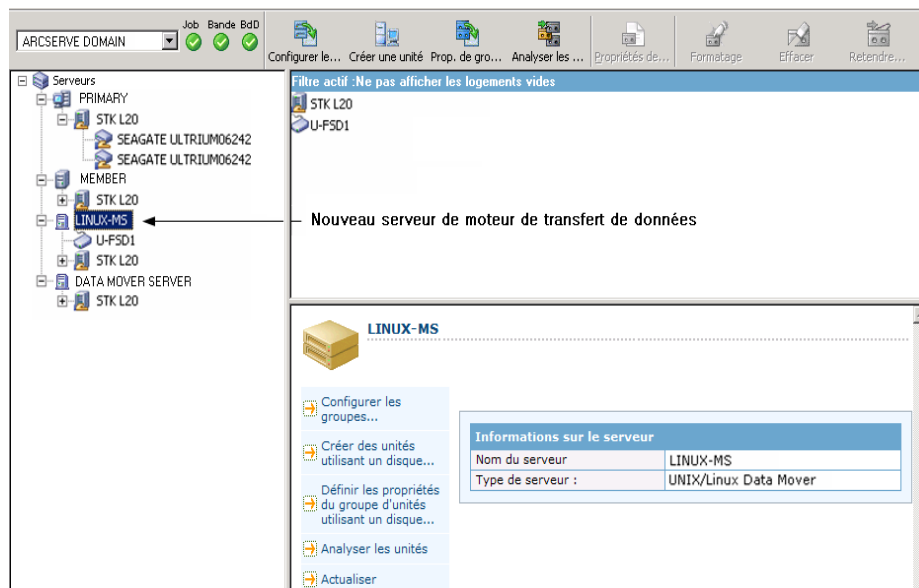 Job Bande BdD
ARCSERVE DOMAIN
Configurer le... Créer une unité Prop. de gro... Analyser les ... Propriétés de... Formatage Effacer Retendre...
Serveurs
PRIMARY
STK L20
SEAGATE ULTRIUM06242
SEAGATE ULTRIUM06242
MEMBER
STK L20
LINUX-MS
U-FSD1
STK L20
DATA MOVER SERVER
STK L20
Filtre actif :Ne pas afficher les logements vides
STK L20
U-FSD1
Nouveau serveur de moteur de transfert de données
LINUX-MS
Configurer les
groupes...
Créer des unités
utilisant un disque...
Définir les propriétés
du groupe d'unités
utilisant un disque...
Analyser les unités
Actualiser
Informations sur le serveur
Nom du serveur LINUX-MS
Type de serveur : UNIX/Linux Data Mover